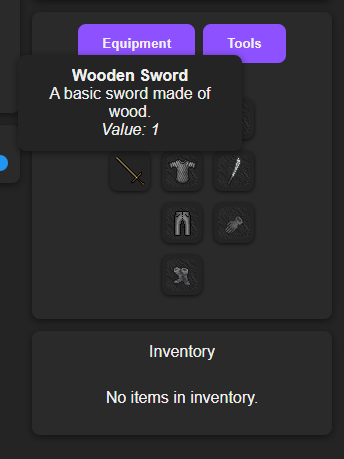 Equipment
Tools
Wooden Sword
A basic sword made of
wood.
Value: 1
Inventory
No items in inventory.